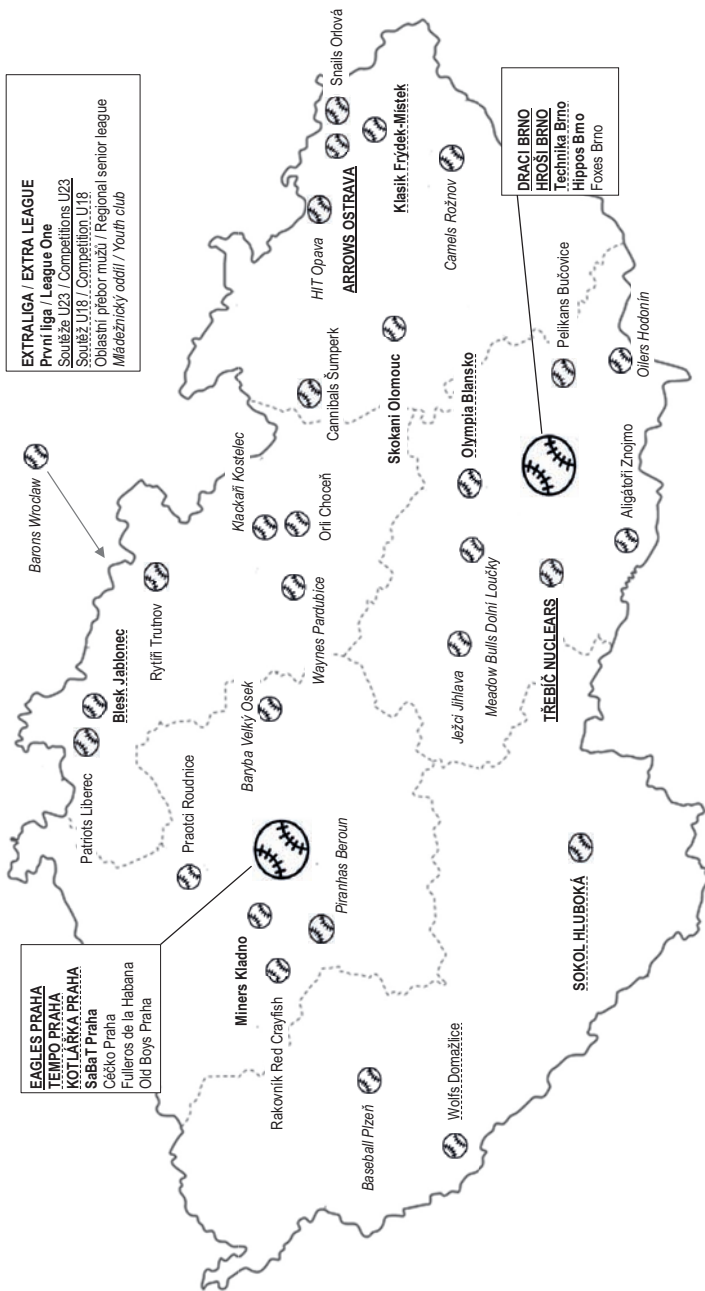 EXTRALIGA / EXTRA LEAGUE
První liga / League One
Soutěže U23 / Competitions U23
Soutěž U18 / Competition U18
Oblastní přebor mužů / Regional senior league
Mládežnický oddíl / Youth club
EAGLES PRAHA
TEMPO PRAHA
KOTLÁŘKA PRAHA
SaBaT Praha
Céčko Praha
Fulleros de la Habana
Old Boys Praha
Barons Wroclaw
Patriots Liberec
Blesk Jablonec
Rytíři Trutnov
Praotci Roudnice
Klackaři Kostelec
Baryba Velký Osek
Miners Kladno
Rakovník Red Crayfish
Piranhas Beroun
Waynes Pardubice
Orli Choceň
Cannibals Šumperk
HIT Opava
Snails Orlová
ARROWS OSTRAVA
Klasik Frýdek-Místek
Baseball Plzeň
Skokani Olomouc
Camels Rožnov
Wolfs Domažlice
Ježci Jihlava
Olympia Blansko
Meadow Bulls Dolní Loučky
DRACI BRNO
HROŠI BRNO
Technika Brno
Hippos Brno
Foxes Brno
TŘEBÍČ NUCLEARS
Pelikans Bučovice
SOKOL HLUBOKÁ
Aligátoři Znojmo
Oilers Hodonín